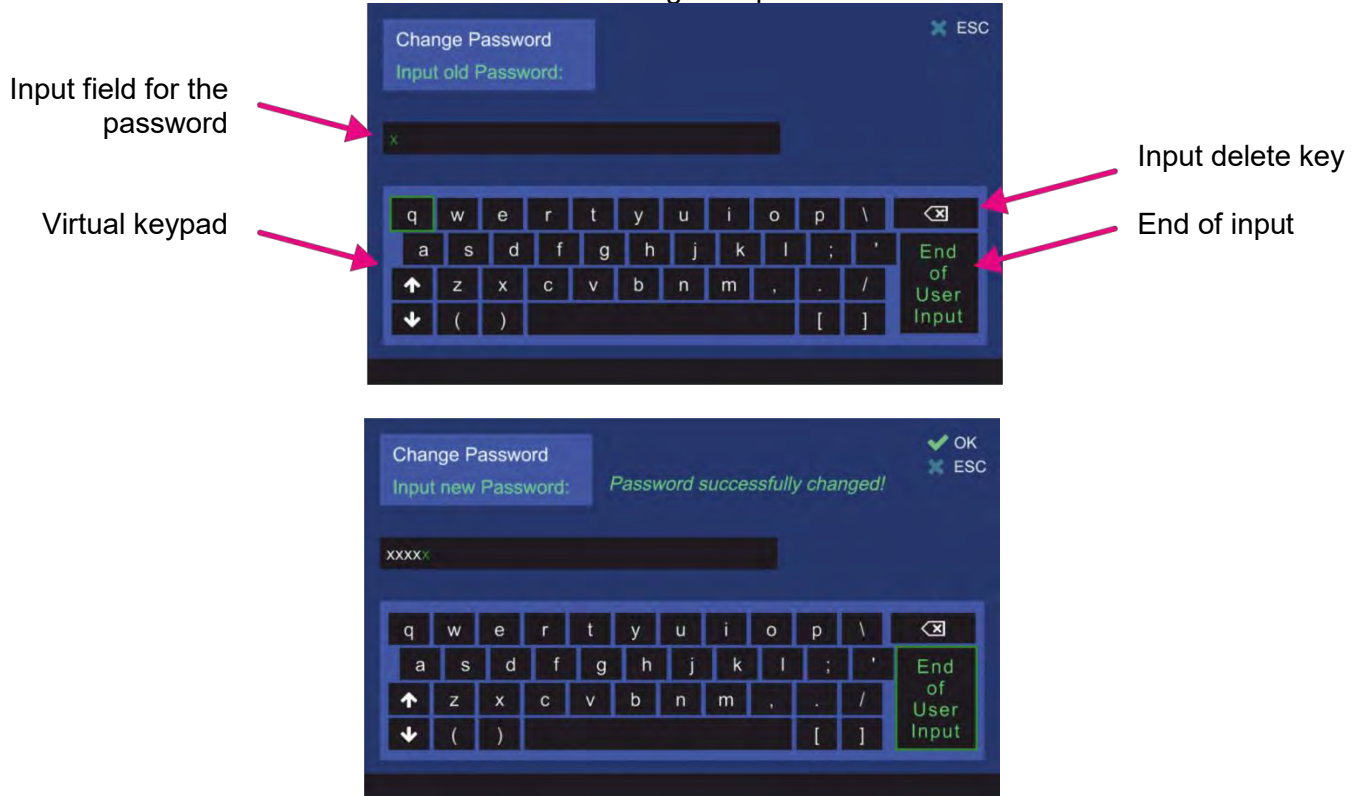 Change Password
ESC
Input old Password:
Input field for the
password
x
Input delete key
Virtual keypad
End of input
q w e r t y u i o p \
a s d f g h j k l ; '
z x c v b n m , . /
( ) [ ]
End
of
User
Input
Change Password
OK
Input new Password:
Password successfully changed!
ESC
xxxxx
q w e r t y u i o p \
a s d f g h j k l ; '
z x c v b n m , . /
( ) [ ]
End
of
User
Input